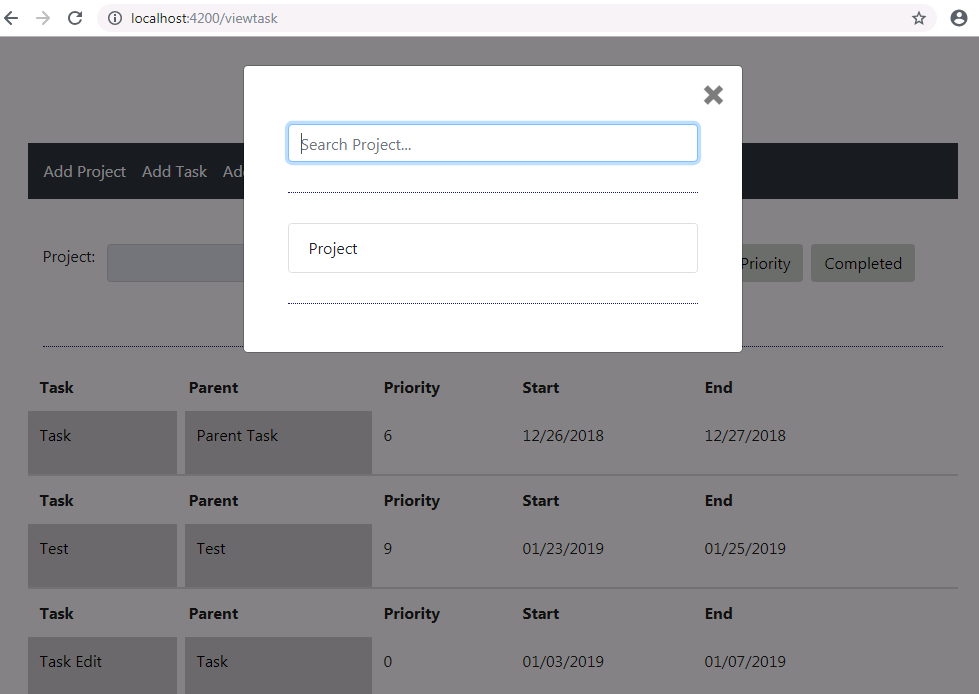 localhost:4200/viewtask
Search Project...
Add Project Add Task
Project
Project: Priority Completed
Task Parent Priority Start End
Task Parent Task 6 12/26/2018 12/27/2018
Task Parent Priority Start End
Test Test 9 01/23/2019 01/25/2019
Task Parent Priority Start End
Task Edit Task 0 01/03/2019 01/07/2019